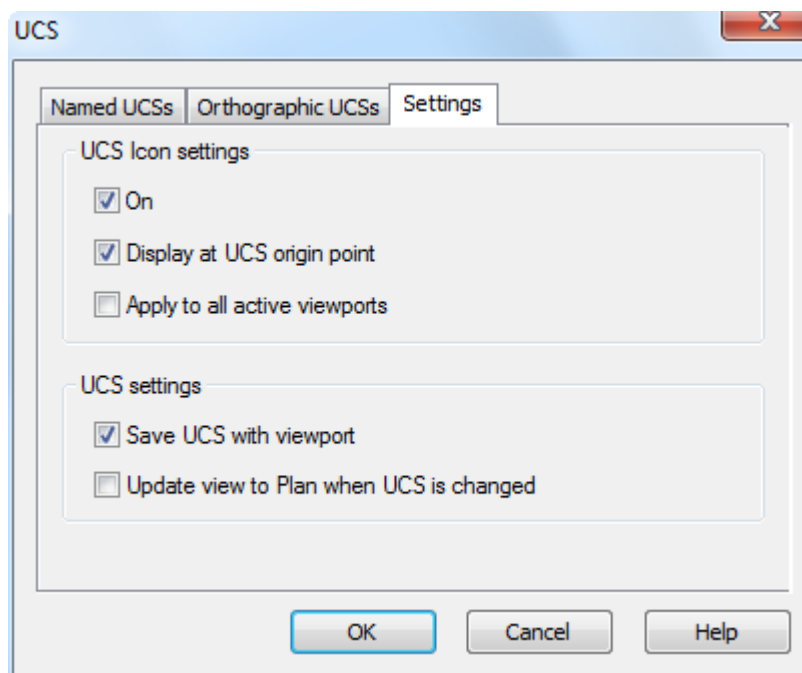 UCS
Named UCSs Orthographic UCSs Settings
UCS Icon settings
On
Display at UCS origin point
Apply to all active viewports
UCS settings
Save UCS with viewport
Update view to Plan when UCS is changed
OK Cancel Help